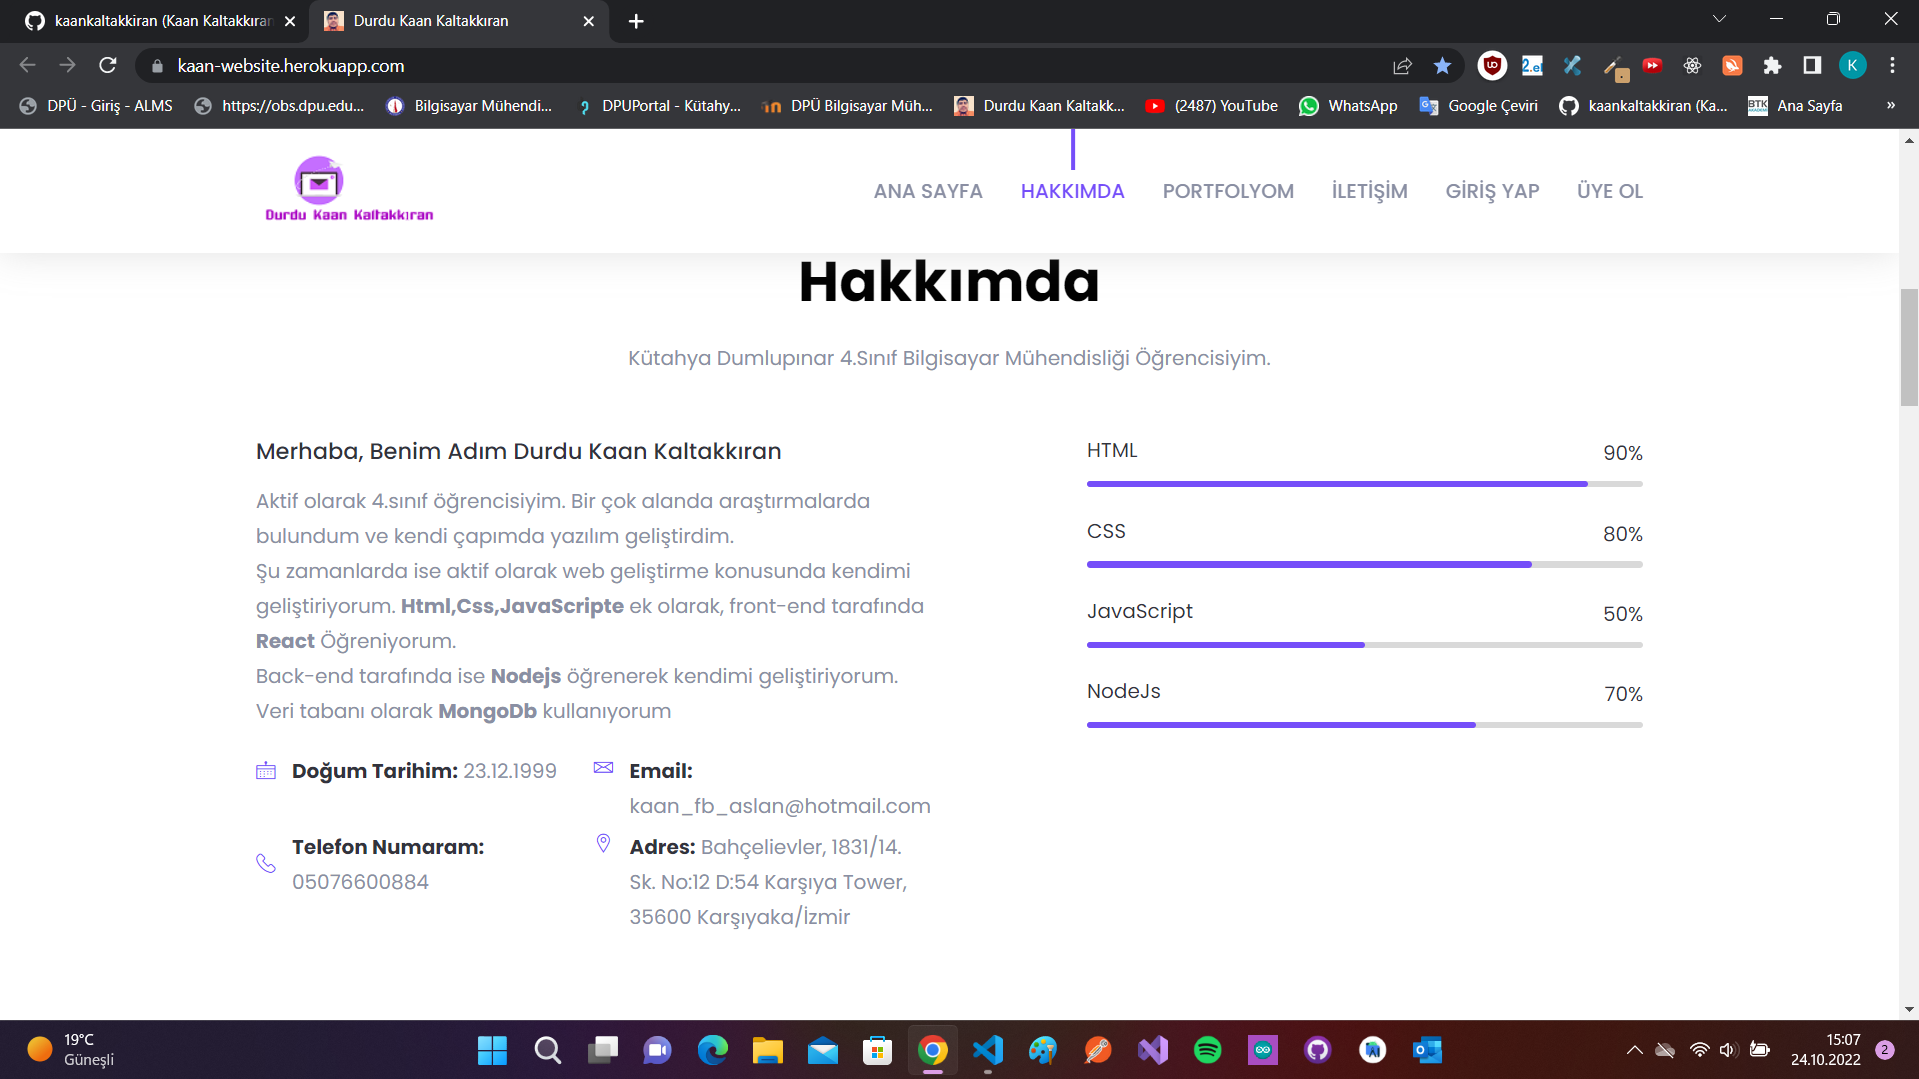 kaankaltakkiran (Kaan Kaltakkıran
Durdu Kaan Kaltakkıran
kaan-website.herokuapp.com
K
DPÜ - Giriş - ALMS
https://obs.dpu.edu...
Bilgisayar Mühendi...
DPUPortal - Kütahy...
DPÜ Bilgisayar Müh...
Durdu Kaan Kaltakk...
(2487) YouTube
WhatsApp
Google Çeviri
kaankaltakkiran (Ka...
BTK
Ana Sayfa
»
Durdu Kaan Kaltakkıran
ANA SAYFA
HAKKIMDA
PORTFOLYOM
İLETİŞİM
GİRİŞ YAP
ÜYE OL
Hakkımda
Kütahya Dumlupınar 4.Sınıf Bilgisayar Mühendisliği Öğrencisiyim.
Merhaba, Benim Adım Durdu Kaan Kaltakkıran
Aktif olarak 4.sınıf öğrencisiyim. Bir çok alanda araştırmalarda
bulundum ve kendi çapımda yazılım geliştirdim.
Şu zamanlarda ise aktif olarak web geliştirme konusunda kendimi
geliştiriyorum. Html,Css,JavaScripte ek olarak, front-end tarafında
React Öğreniyorum.
Back-end tarafında ise Nodejs öğrenerek kendimi geliştiriyorum.
Veri tabanı olarak MongoDb kullanıyorum
Doğum Tarihim: 23.12.1999
Email:
kaan_fb_aslan@hotmail.com
Telefon Numaram:
05076600884
Adres: Bahçelievler, 1831/14.
Sk. No:12 D:54 Karşıya Tower,
35600 Karşıyaka/İzmir
HTML 90%
CSS 80%
JavaScript 50%
NodeJs 70%
19°C
Güneşli
15:07
24.10.2022
2